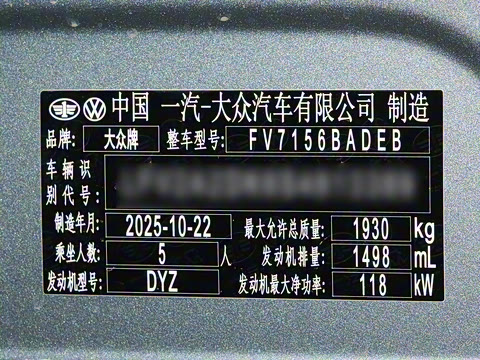 中国 一汽-大众汽车有限公司 制造
品牌: 大众牌 整车型号: FV7156BADEB
车辆识
别代号:
制造年月: 2025-10-22 最大允许总质量: 1930 kg
乘坐人数: 5 人 发动机排量: 1498 mL
发动机型号: DYZ 发动机最大净功率: 118 kW